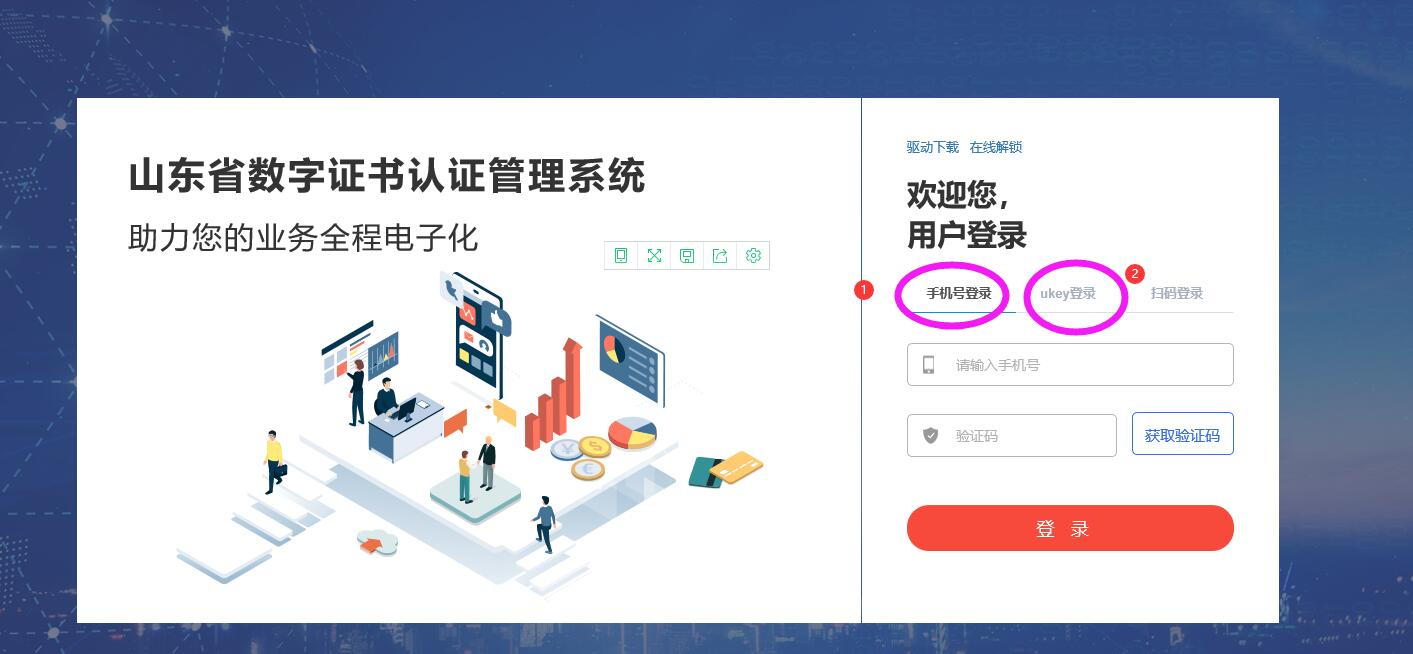 山东省数字证书认证管理系统
助力您的业务全程电子化
驱动下载 在线解锁
欢迎您，
用户登录
1 手机号登录 ukey登录 2 扫码登录
请输入手机号
验证码 获取验证码
登 录